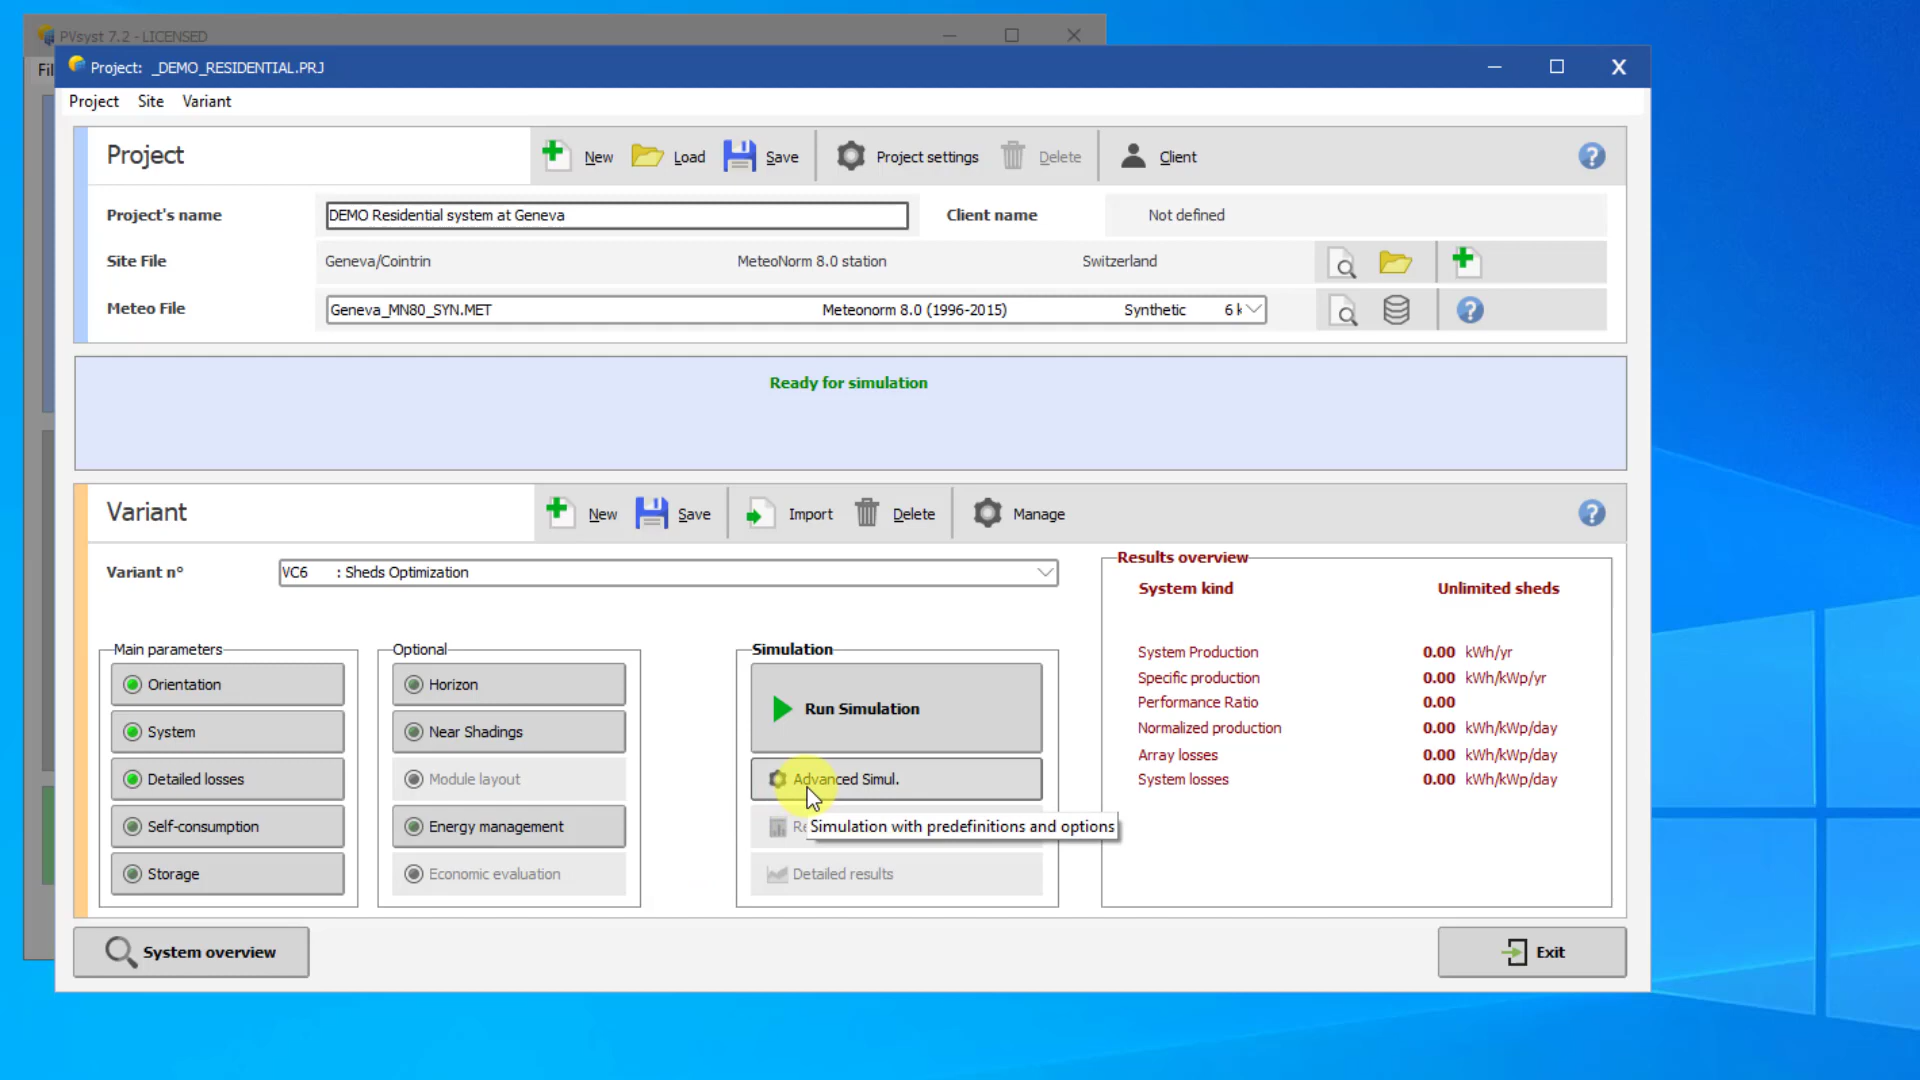 PVsyst 7.2 - LICENSED
Fil
Project: _DEMO_RESIDENTIAL.PRJ
Project Site Variant
Project
New Load Save Project settings Delete Client
Project's name DEMO Residential system at Geneva Client name Not defined
Site File Geneva/Cointrin MeteoNorm 8.0 station Switzerland
Meteo File Geneva_MN80_SYN.MET Meteonorm 8.0 (1996-2015) Synthetic 6 k
Ready for simulation
Variant
New Save Import Delete Manage
Variant n° VC6 : Sheds Optimization
Results overview
System kind Unlimited sheds
System Production 0.00 kWh/yr
Specific production 0.00 kWh/kWp/yr
Performance Ratio 0.00
Normalized production 0.00 kWh/kWp/day
Array losses 0.00 kWh/kWp/day
System losses 0.00 kWh/kWp/day
Main parameters
Orientation
System
Detailed losses
Self-consumption
Storage
Optional
Horizon
Near Shadings
Module layout
Energy management
Economic evaluation
Simulation
Run Simulation
Advanced Simul.
Simulation with predefinitions and options
Detailed results
System overview
Exit